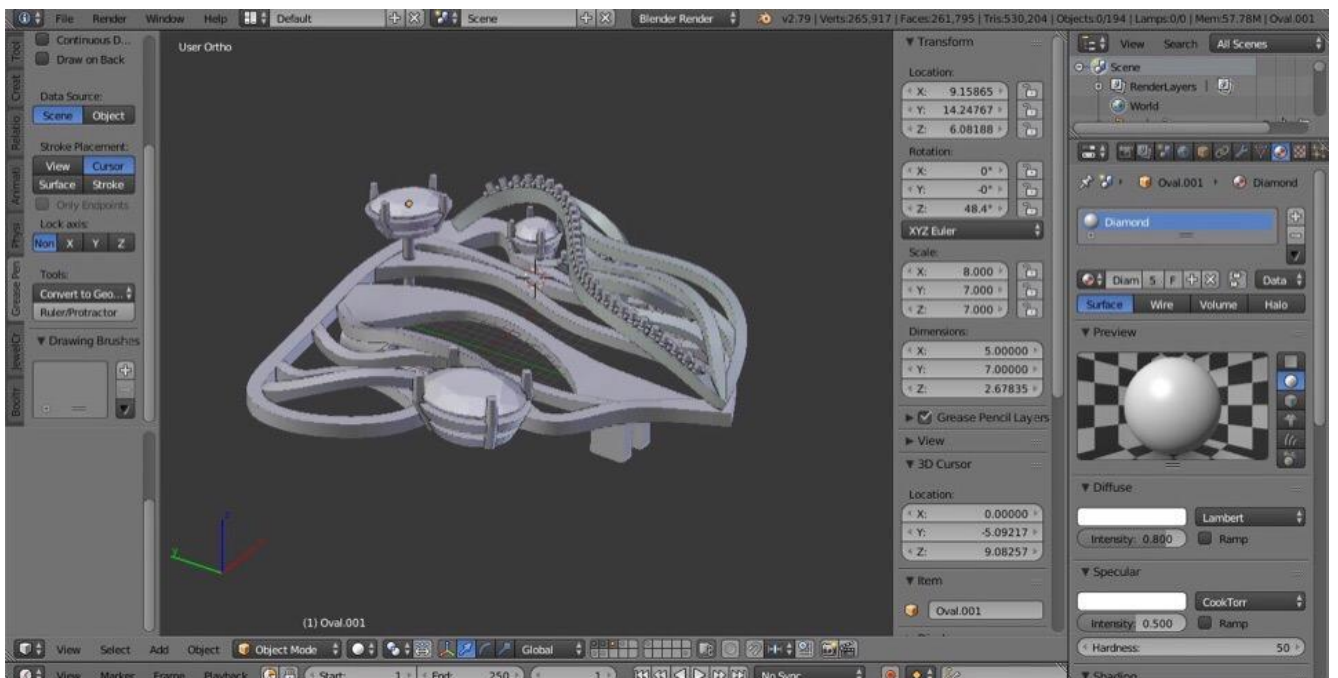 File Render Window Help Default Scene Blender Render v2.79 | Verts:265,917 | Faces:261,795 | Tris:530,204 | Objects:0/194 | Lamps:0/0 | Mem:57.78M | Oval.001
Tool
Creat
Relatio
Animati
Physi
Grease Pen
JewelCr
Continuous D...
Draw on Back
Data Source:
Scene Object
Stroke Placement:
View Cursor
Surface Stroke
Only Endpoints
Lock axis:
Non X Y Z
Tools:
Convert to Geo...
Ruler/Protractor
Drawing Brushes
User Ortho
z
y
(1) Oval.001
Transform
Location:
X: 9.15865
Y: 14.24767
Z: 6.08188
Rotation:
X: 0°
Y: -0°
Z: 48.4°
XYZ Euler
Scale:
X: 8.000
Y: 7.000
Z: 7.000
Dimensions:
X: 5.00000
Y: 7.00000
Z: 2.67835
Grease Pencil Layers
View
3D Cursor
Location:
X: 0.00000
Y: -5.09217
Z: 9.08257
Item
Oval.001
View Search All Scenes
Scene
RenderLayers |
World
Oval.001 Diamond
Diamond
Diam 5 F Data
Surface Wire Volume Halo
Preview
Diffuse
Lambert
Intensity: 0.800 Ramp
Specular
CookTorr
Intensity: 0.500 Ramp
Hardness: 50
Shading
View Select Add Object Object Mode Global
View Marker Frame Playback Start: 1 End: 250 1 No Sync